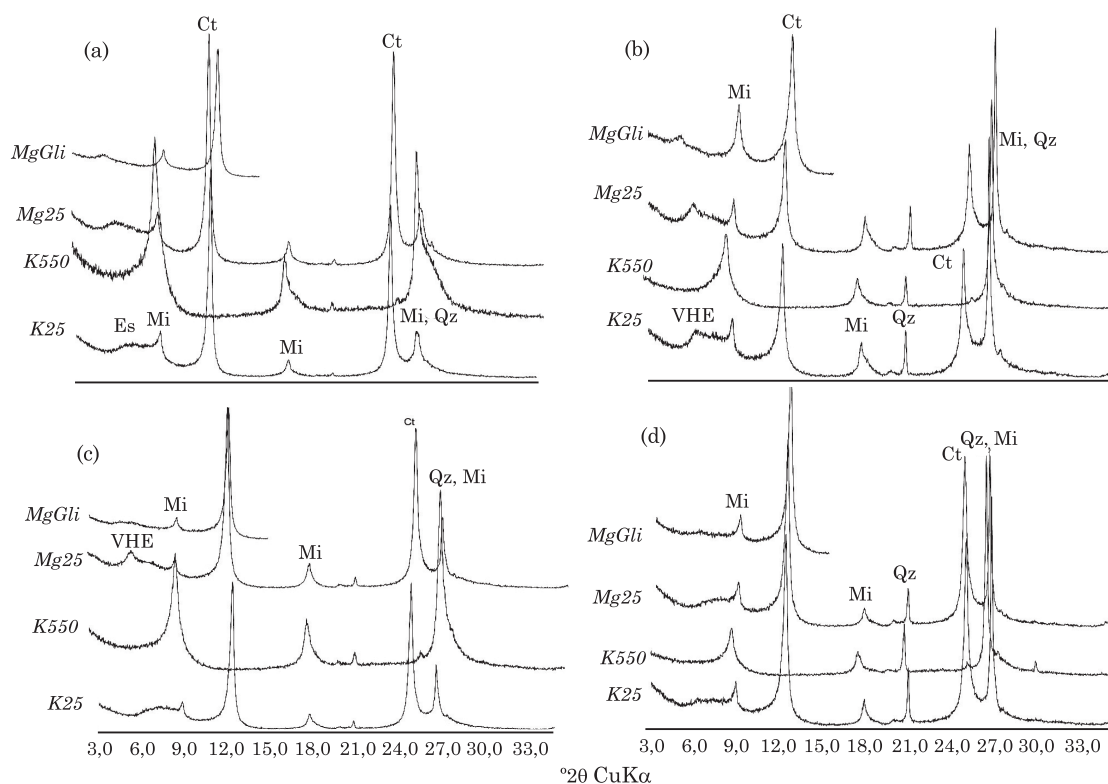 (a)
Ct
Ct
MgGli
Mg25
K550
K25
Es
Mi
Mi
Mi, Qz
(b)
Ct
Mi
Mi, Qz
MgGli
Mg25
K550
K25
VHE
Mi
Qz
Ct
(c)
Ct
Qz, Mi
Mi
MgGli
VHE
Mg25
Mi
K550
K25
3,0 6,0 9,0 12,0 15,0 18,0 21,0 24,0 27,0 30,0 33,0
(d)
Ct
Qz, Mi
Mi
MgGli
Mg25
Mi
Qz
K550
K25
3,0 6,0 9,0 12,0 15,0 18,0 21,0 24,0 27,0 30,0 33,0
º2θ CuKα